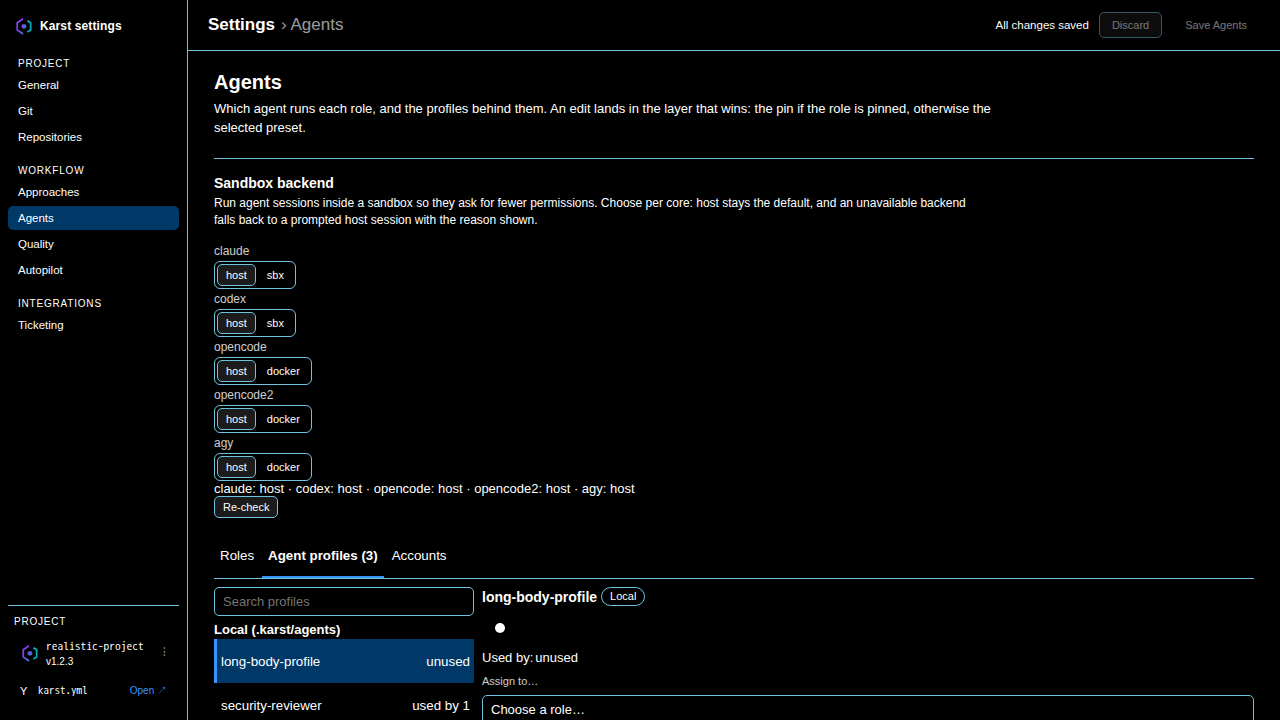 Karst settings
Settings › Agents
All changes saved
Discard
Save Agents
PROJECT
General
Git
Repositories
WORKFLOW
Approaches
Agents
Quality
Autopilot
INTEGRATIONS
Ticketing
PROJECT
realistic-project
v1.2.3
Y karst.yml
Open ↗
Agents
Which agent runs each role, and the profiles behind them. An edit lands in the layer that wins: the pin if the role is pinned, otherwise the
selected preset.
Sandbox backend
Run agent sessions inside a sandbox so they ask for fewer permissions. Choose per core: host stays the default, and an unavailable backend
falls back to a prompted host session with the reason shown.
claude
host sbx
codex
host sbx
opencode
host docker
opencode2
host docker
agy
host docker
claude: host · codex: host · opencode: host · opencode2: host · agy: host
Re-check
Roles Agent profiles (3) Accounts
Search profiles
Local (.karst/agents)
long-body-profile unused
security-reviewer used by 1
long-body-profile Local
Used by: unused
Assign to…
Choose a role…